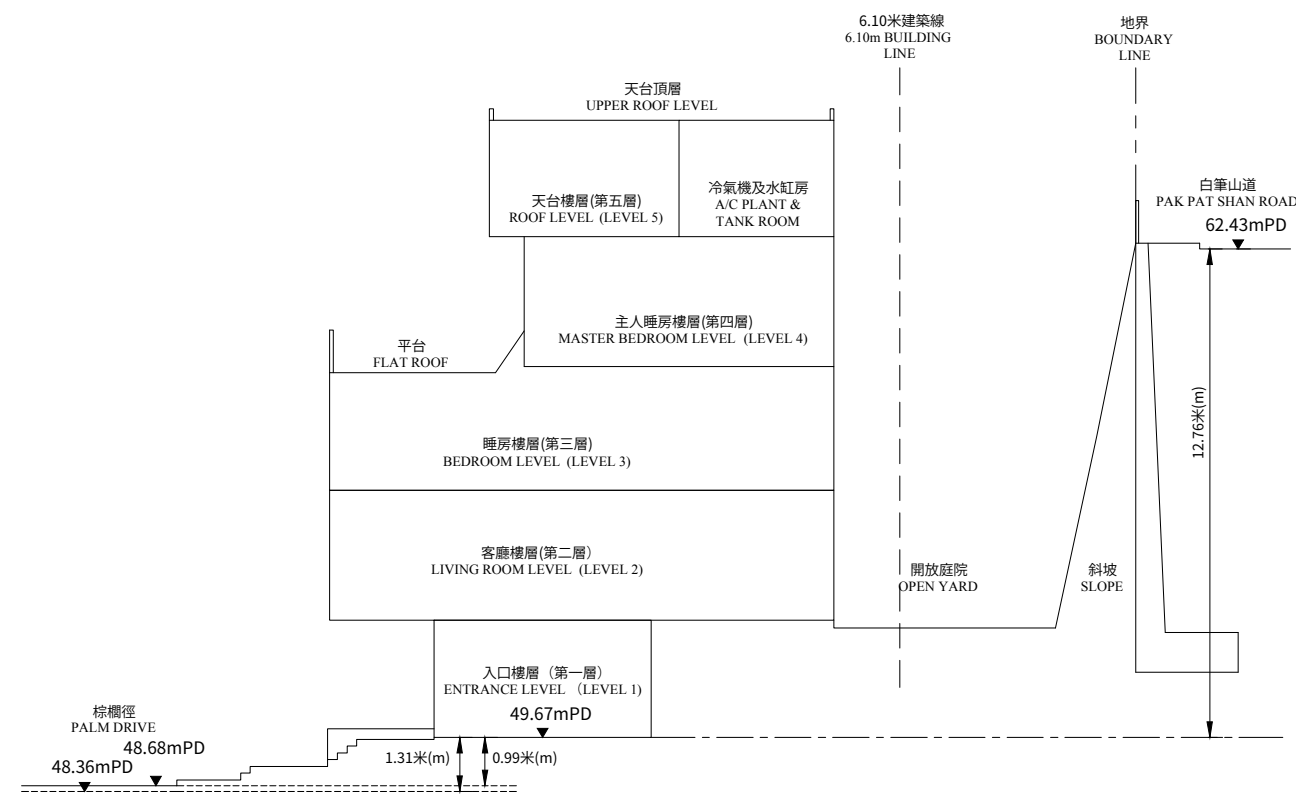 6.10米建築線
6.10m BUILDING
LINE
地界
BOUNDARY
LINE
天台頂層
UPPER ROOF LEVEL
天台樓層(第五層)
ROOF LEVEL (LEVEL 5)
冷氣機及水缸房
A/C PLANT &
TANK ROOM
白筆山道
PAK PAT SHAN ROAD
62.43mPD
主人睡房樓層(第四層)
MASTER BEDROOM LEVEL (LEVEL 4)
平台
FLAT ROOF
12.76米(m)
睡房樓層(第三層)
BEDROOM LEVEL (LEVEL 3)
客廳樓層(第二層)
LIVING ROOM LEVEL (LEVEL 2)
開放庭院
OPEN YARD
斜坡
SLOPE
入口樓層（第一層）
ENTRANCE LEVEL （LEVEL 1)
49.67mPD
棕櫚徑
PALM DRIVE
48.68mPD
48.36mPD
1.31米(m)
0.99米(m)